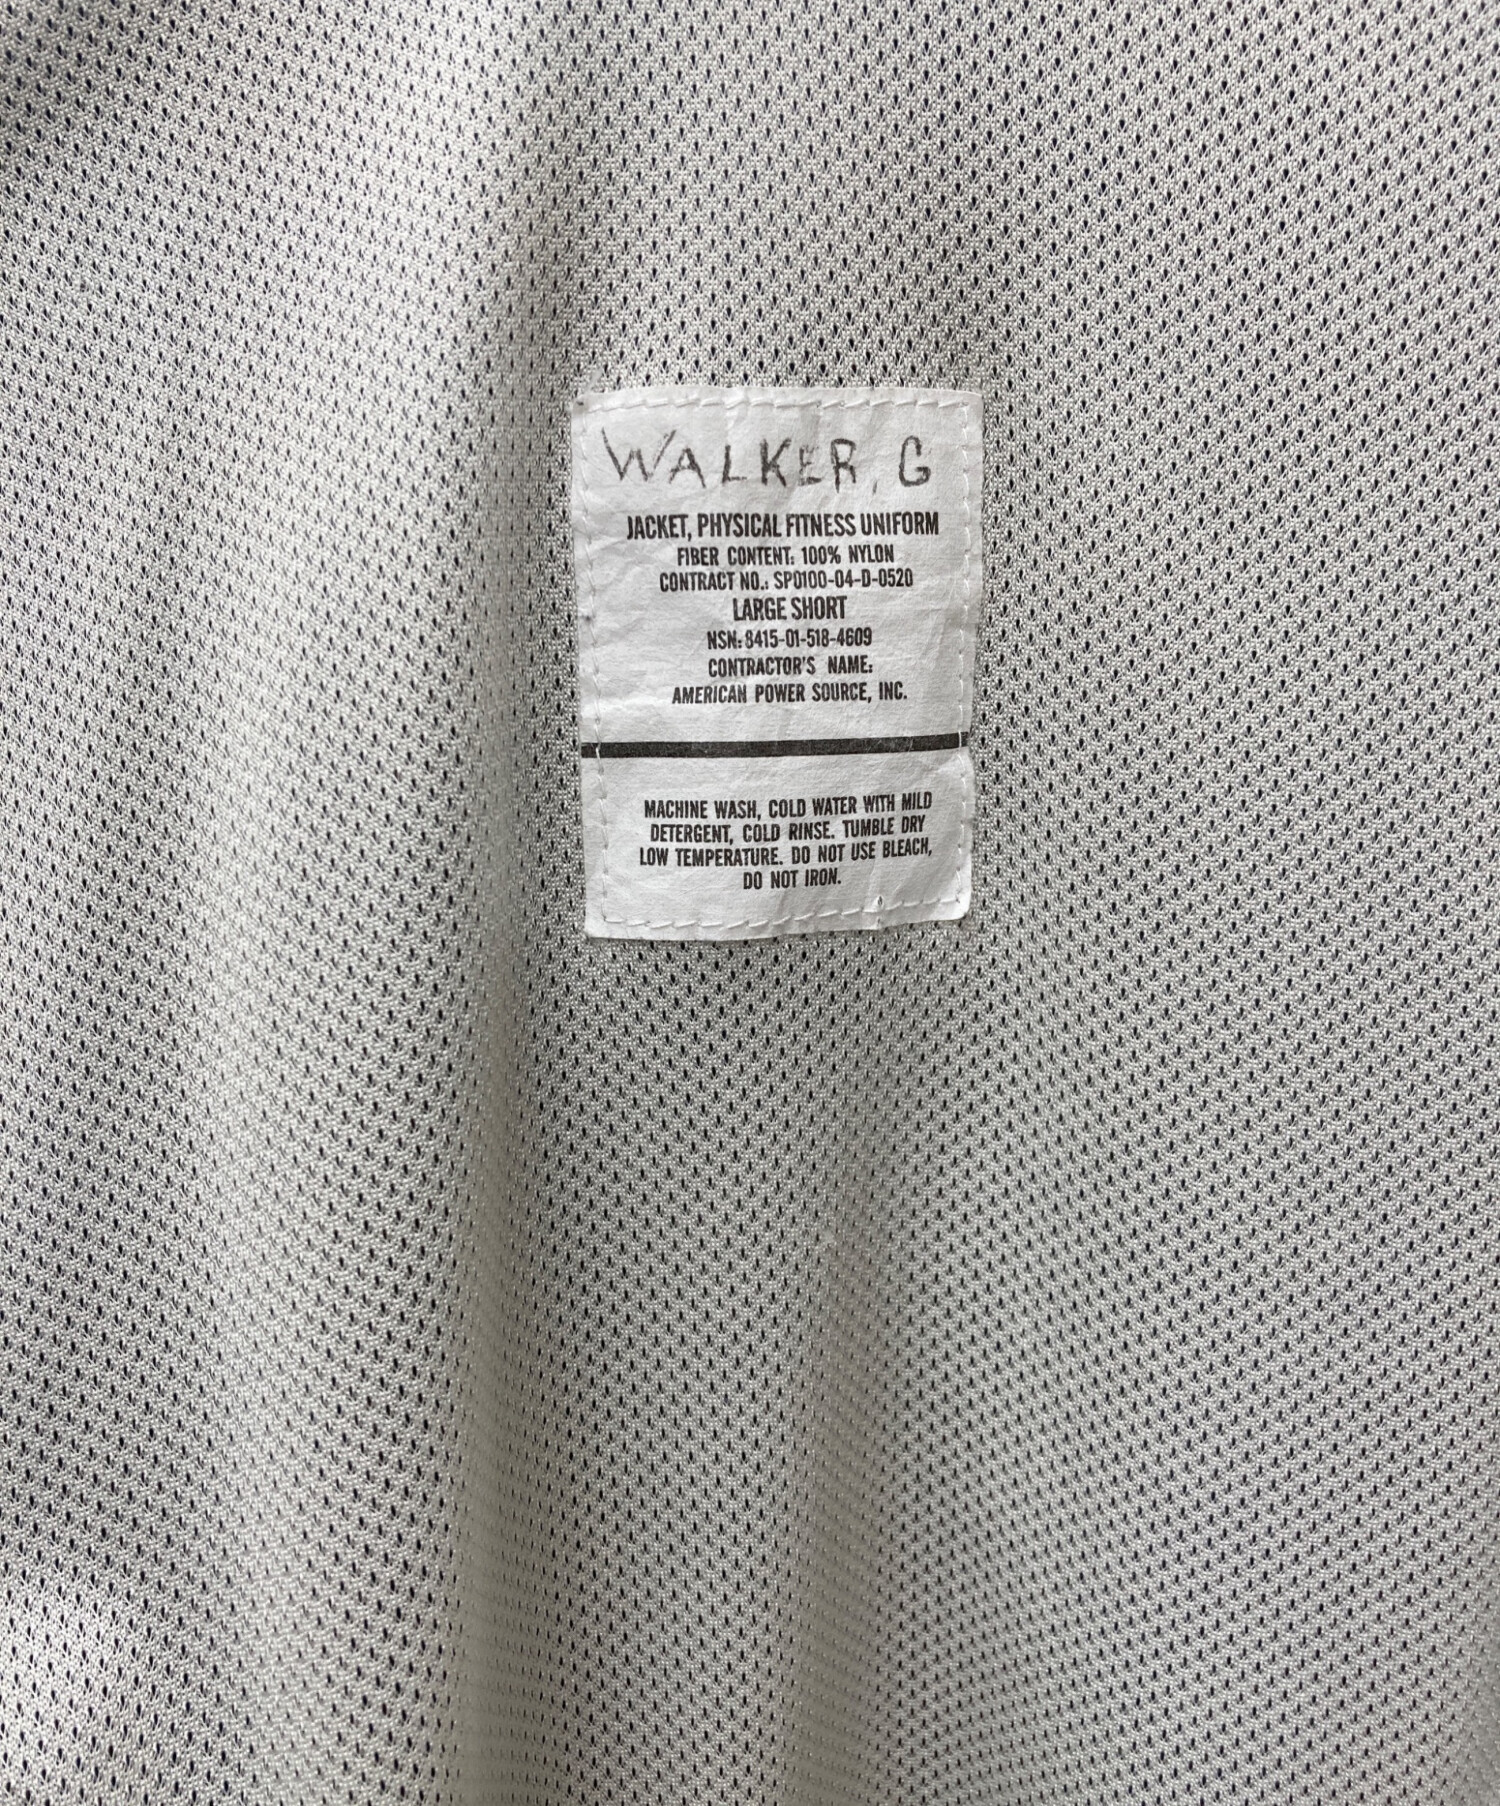 WALKER, G
JACKET, PHYSICAL FITNESS UNIFORM
FIBER CONTENT: 100% NYLON
CONTRACT NO.: SP0100-04-D-0520
LARGE SHORT
NSN: 8415-01-518-4609
CONTRACTOR'S NAME:
AMERICAN POWER SOURCE, INC.
MACHINE WASH, COLD WATER WITH MILD
DETERGENT, COLD RINSE. TUMBLE DRY
LOW TEMPERATURE. DO NOT USE BLEACH,
DO NOT IRON.